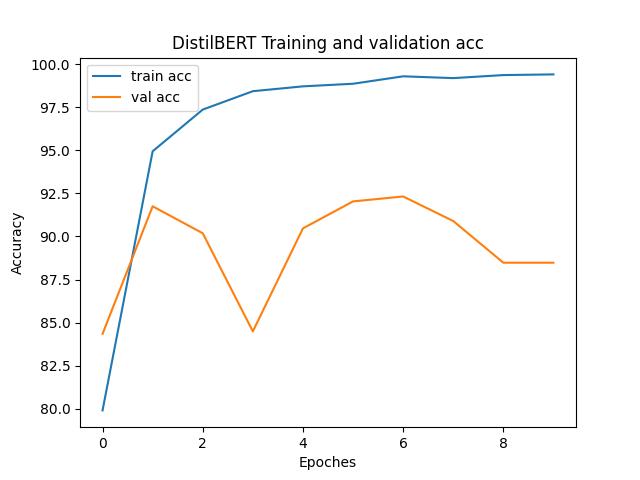 DistilBERT Training and validation acc
train acc
val acc
100.0
97.5
95.0
92.5
90.0
87.5
85.0
82.5
80.0
Accuracy
0 2 4 6 8
Epoches